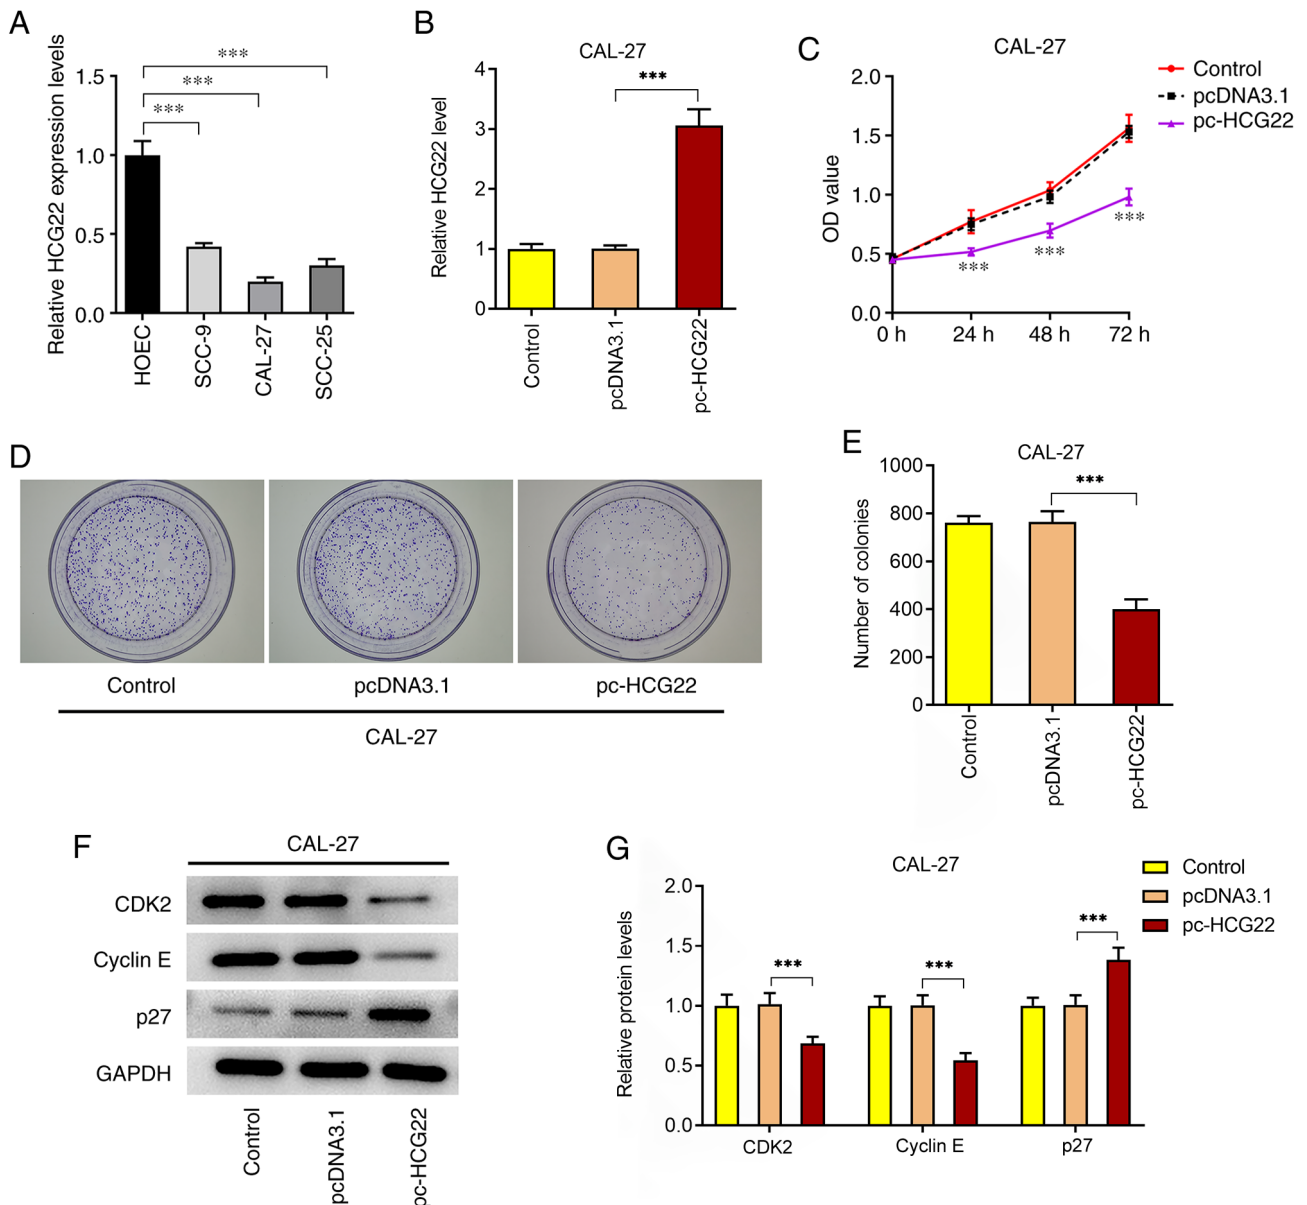 A
Relative HCG22 expression levels
1.5
1.0
0.5
0.0
***
***
***
HOEC
SCC-9
CAL-27
SCC-25
B
CAL-27
Relative HCG22 level
4
3
2
1
0
***
Control
pcDNA3.1
pc-HCG22
C
CAL-27
OD value
2.0
1.5
1.0
0.5
0.0
0 h
24 h
48 h
72 h
***
***
***
Control
pcDNA3.1
pc-HCG22
D
Control
pcDNA3.1
pc-HCG22
CAL-27
E
CAL-27
Number of colonies
1000
800
600
400
200
0
***
Control
pcDNA3.1
pc-HCG22
F
CAL-27
CDK2
Cyclin E
p27
GAPDH
Control
pcDNA3.1
pc-HCG22
G
CAL-27
Relative protein levels
2.0
1.5
1.0
0.5
0.0
***
***
***
CDK2
Cyclin E
p27
Control
pcDNA3.1
pc-HCG22